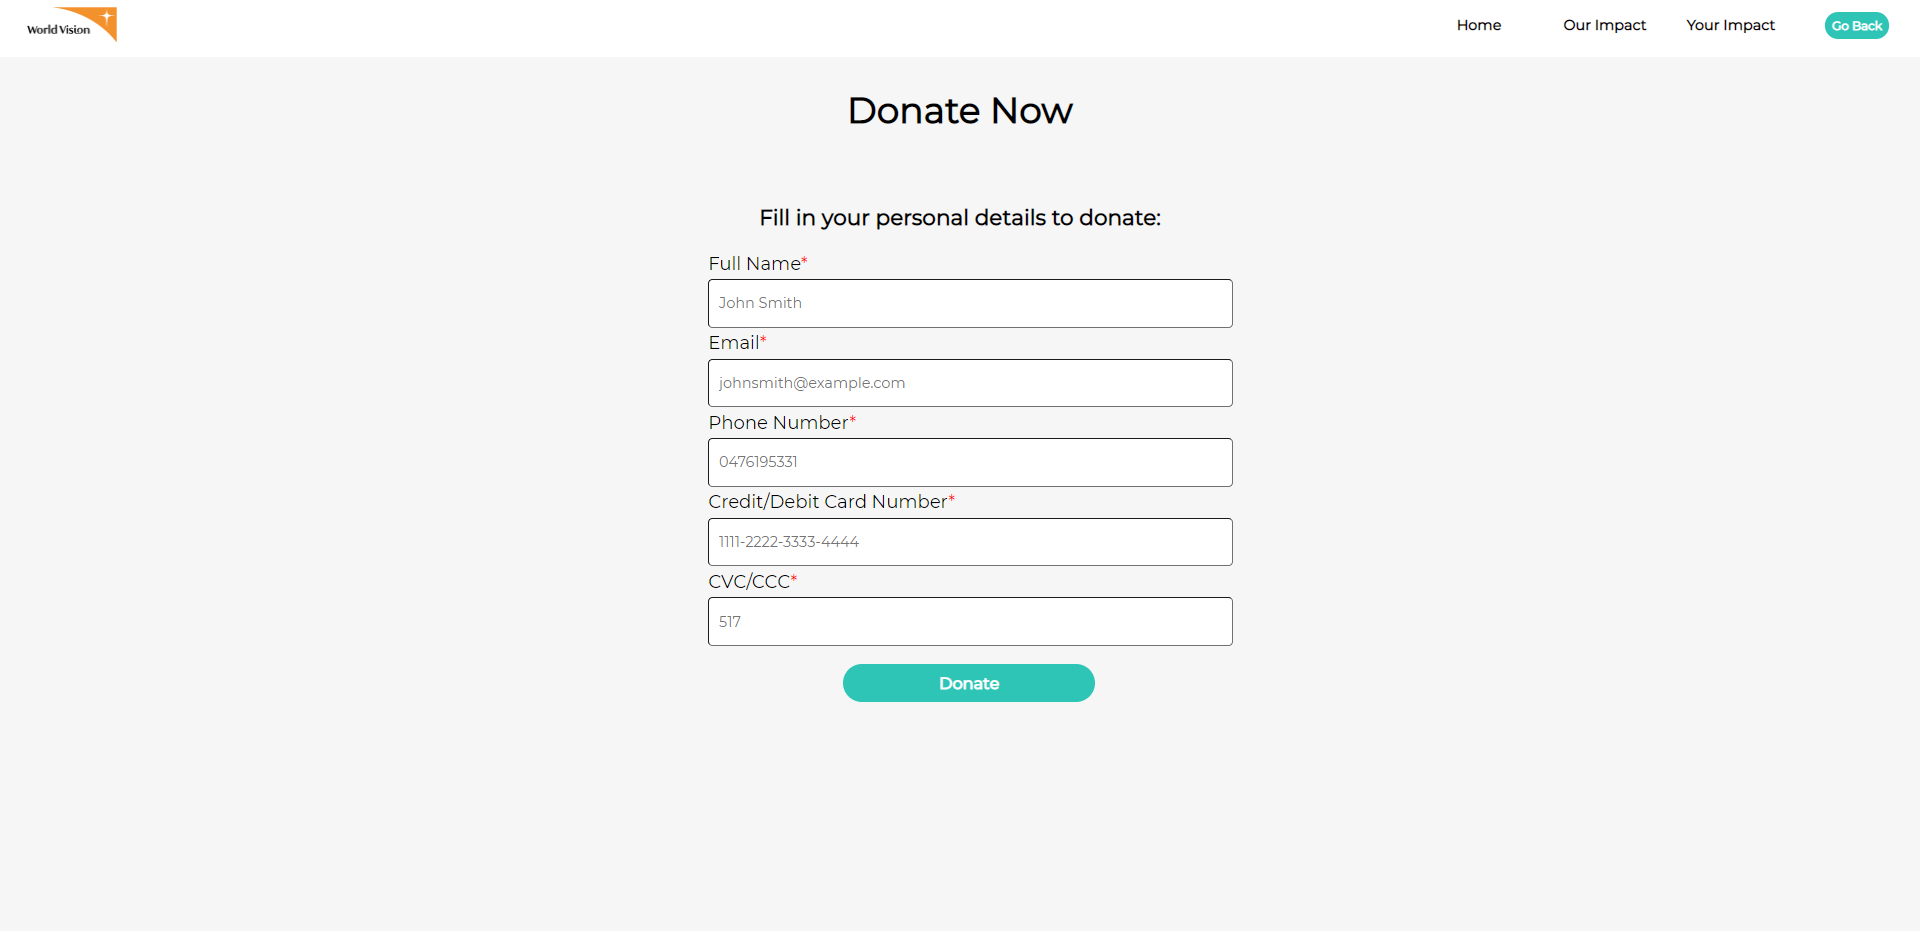 World Vision
Home Our Impact Your Impact Go Back
Donate Now
Fill in your personal details to donate:
Full Name*
John Smith
Email*
johnsmith@example.com
Phone Number*
0476195331
Credit/Debit Card Number*
1111-2222-3333-4444
CVC/CCC*
517
Donate